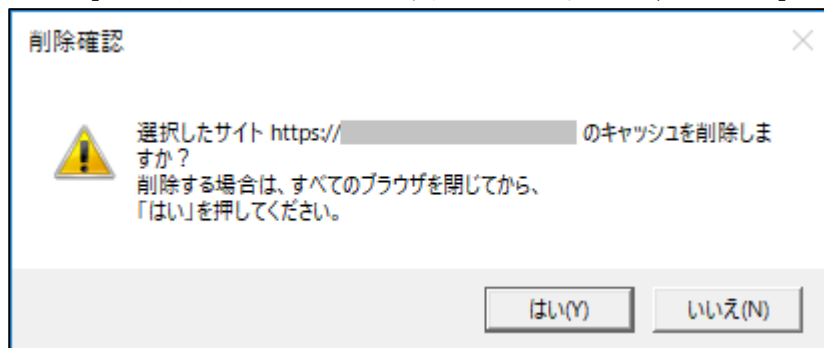 削除確認
選択したサイト https:// のキャッシュを削除しま
すか?
削除する場合は、すべてのブラウザを閉じてから、
「はい」を押してください。
はい(Y) いいえ(N)